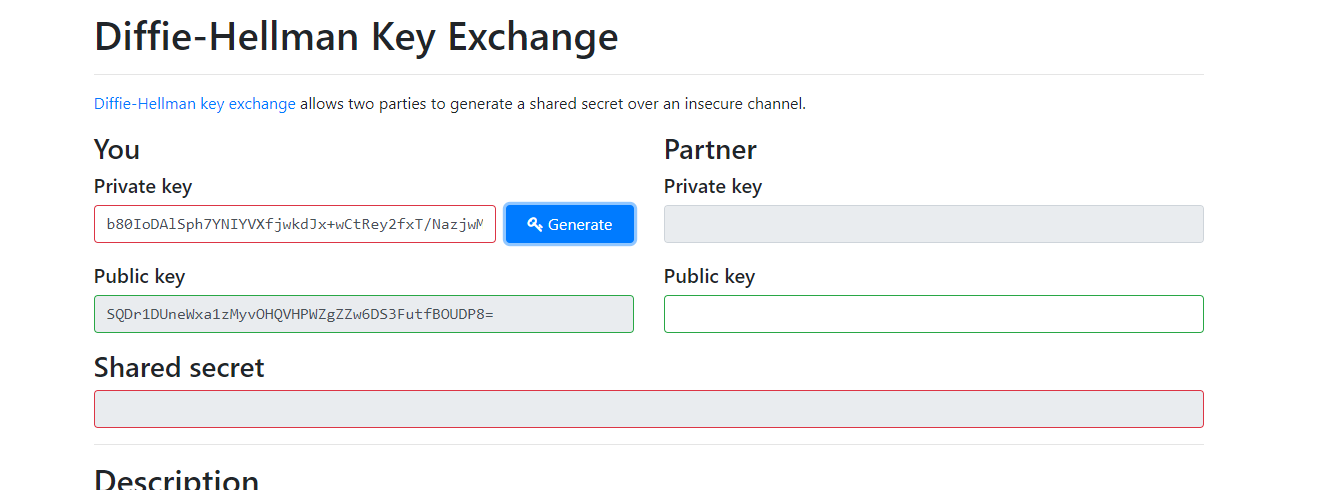 Diffie-Hellman Key Exchange
Diffie-Hellman key exchange allows two parties to generate a shared secret over an insecure channel.
You
Partner
Private key
Private key
b80IoDAlSph7YNIYVXfjwkdJx+wCtRey2fxT/NazjwM
Generate
Public key
Public key
SQDr1DUneWxa1zMyvOHQVHPWZgZZw6DS3FutfBOUDP8=
Shared secret
Description